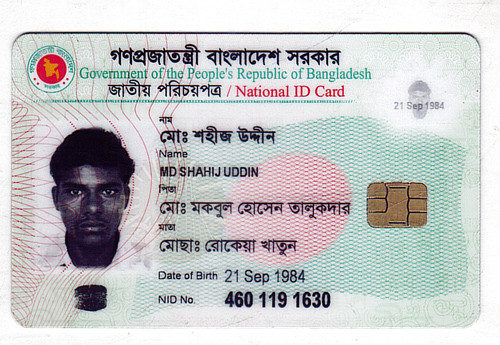 গণপ্রজাতন্ত্রী বাংলাদেশ সরকার
Government of the People's Republic of Bangladesh
জাতীয় পরিচয়পত্র / National ID Card
21 Sep 1984
নাম
মোঃ শহীজ উদ্দীন
Name
MD SHAHIJ UDDIN
পিতা
মোঃ মকবুল হোসেন তালুকদার
মাতা
মোছাঃ রোকেয়া খাতুন
Date of Birth 21 Sep 1984
NID No. 460 119 1630